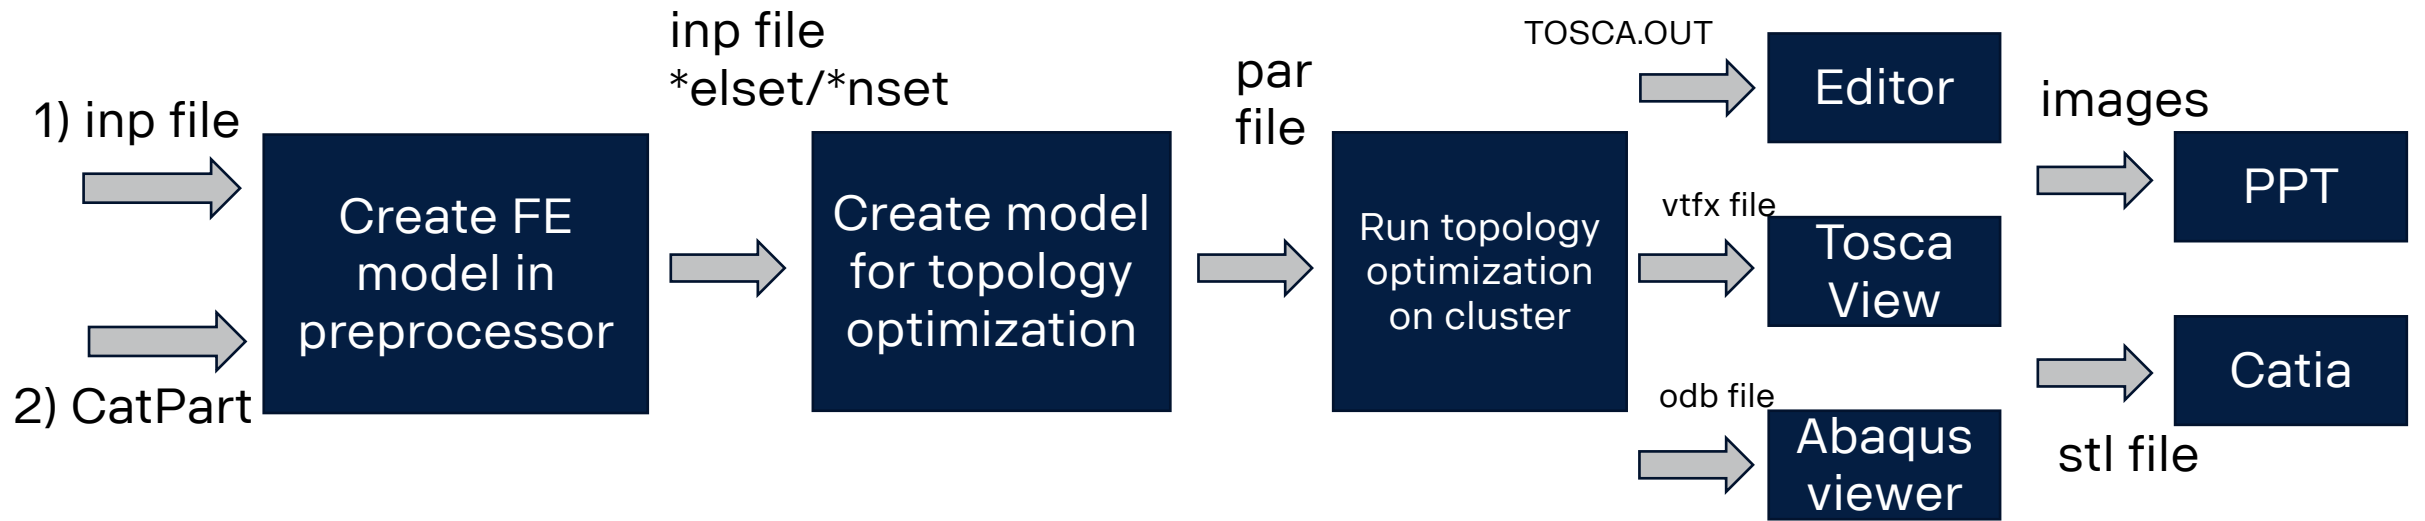 1) inp file
2) CatPart
Create FE
model in
preprocessor
inp file
*elset/*nset
Create model
for topology
optimization
par
file
Run topology
optimization
on cluster
TOSCA.OUT
Editor
vtfx file
Tosca
View
odb file
Abaqus
viewer
images
PPT
Catia
stl file